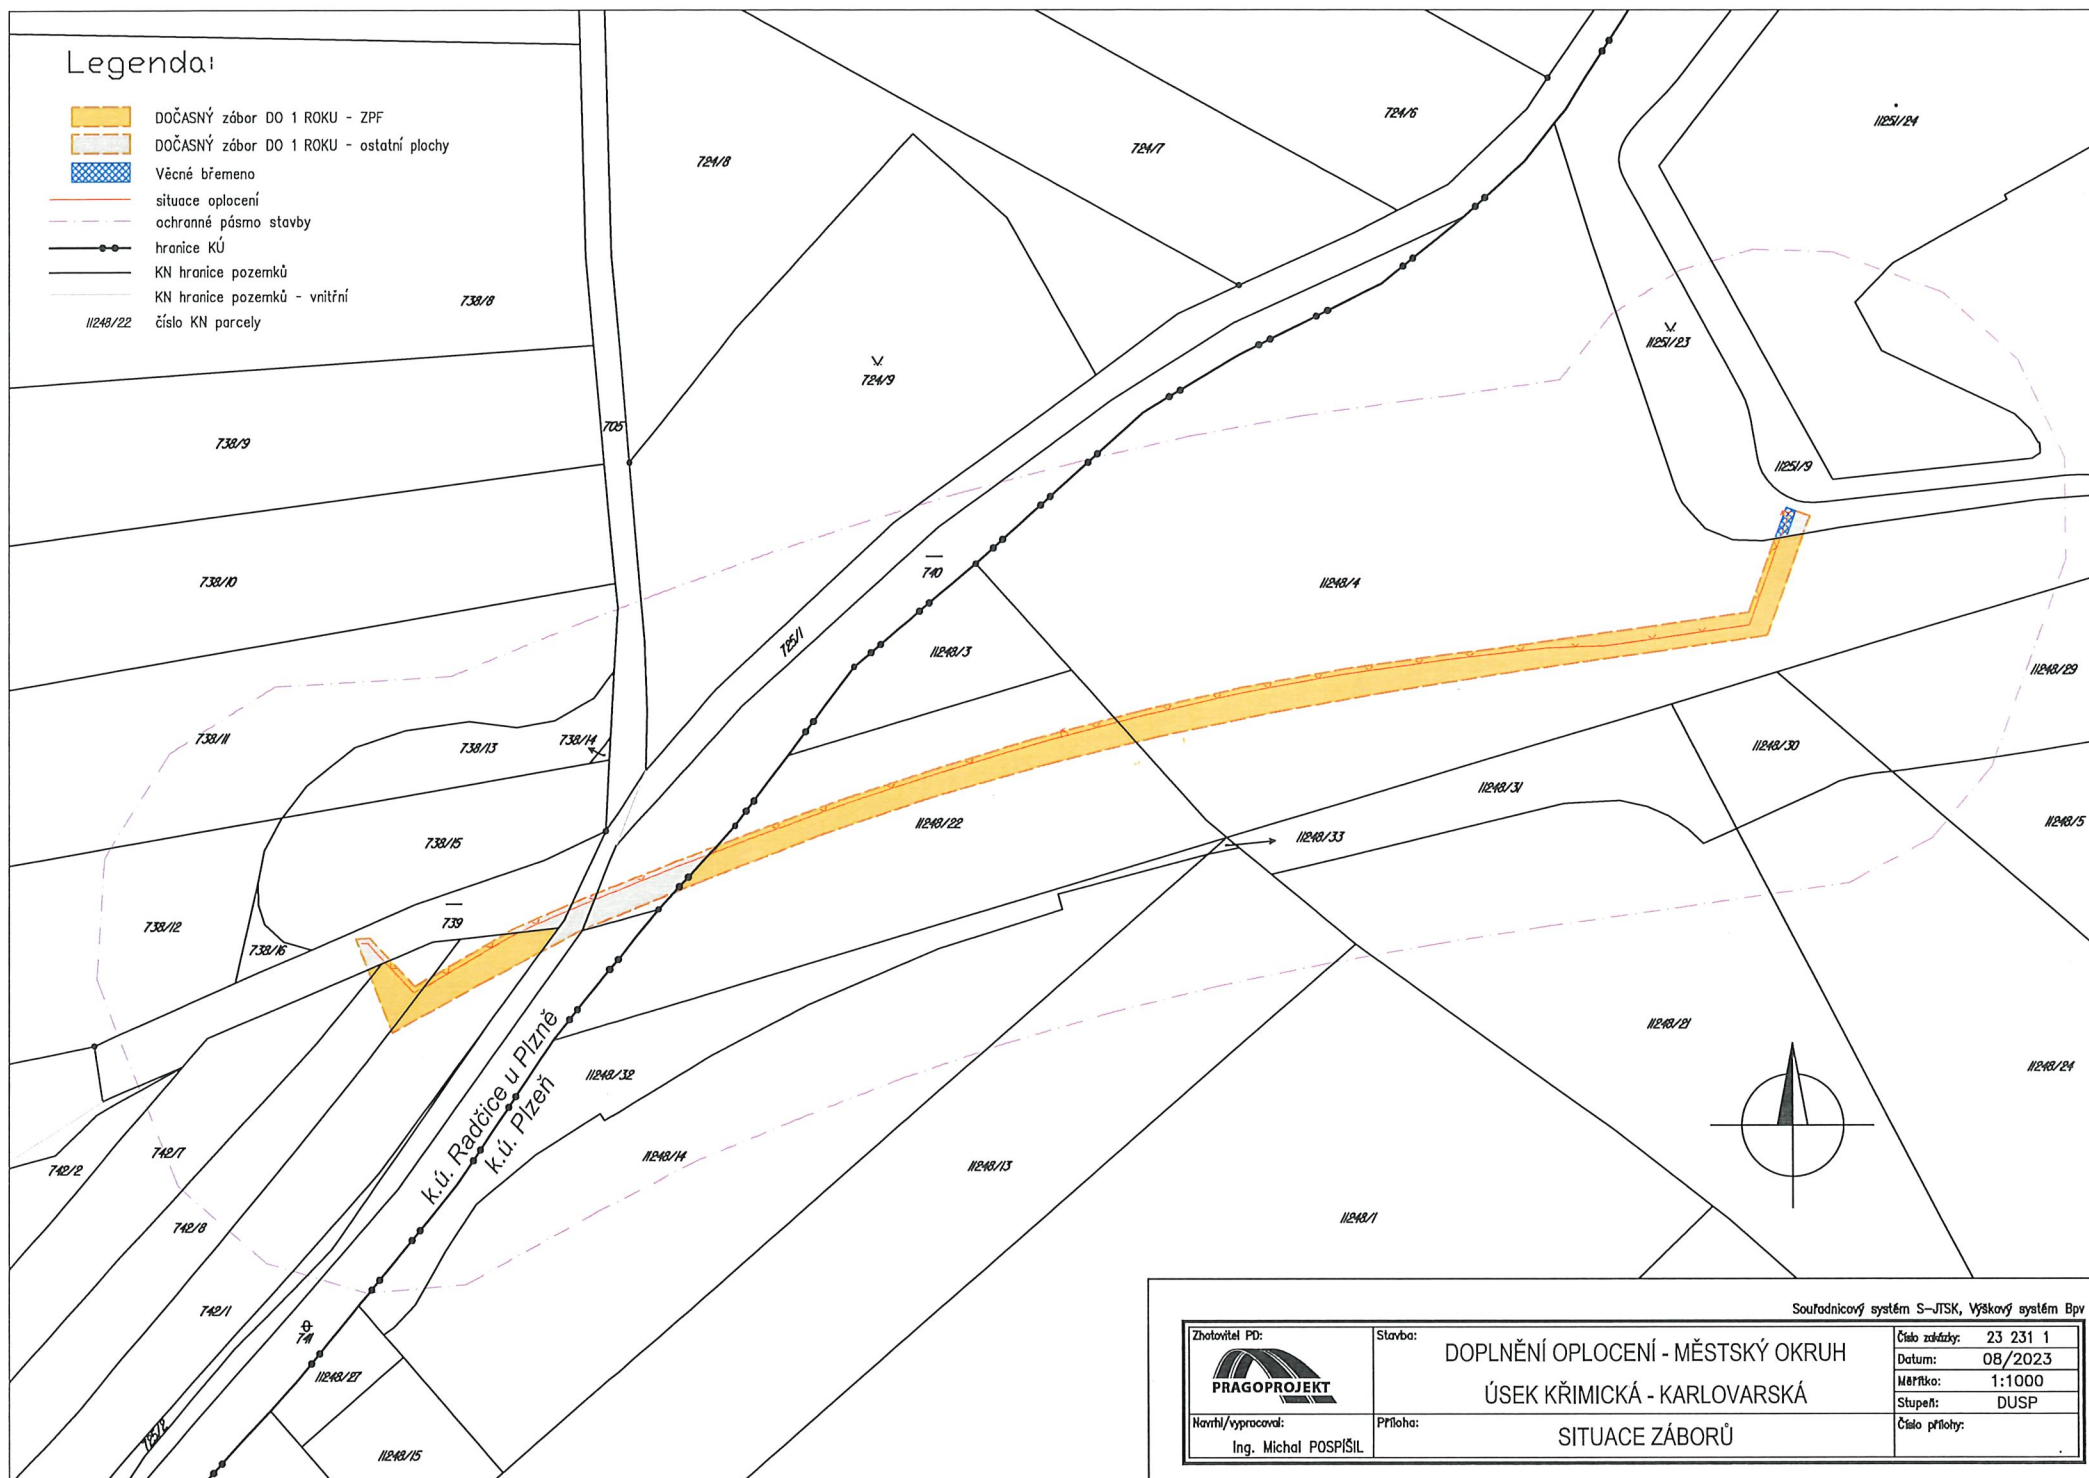 Legenda:
DOČASNÝ zábor DO 1 ROKU - ZPF
DOČASNÝ zábor DO 1 ROKU - ostatní plochy
Věcné břemeno
situace oplocení
ochranné pásmo stavby
hranice KÚ
KN hranice pozemků
KN hranice pozemků - vnitřní
11248/22 číslo KN parcely
724/6
724/7
724/8
11251/24
738/8
11251/23
724/9
705
738/9
11251/9
740
738/10
11248/4
725/1
11248/3
11248/29
738/11
738/13
738/14
11248/30
11248/31
11248/22
11248/33
11248/5
738/15
739
738/12
738/16
11248/21
k.ú. Radčice u Plzně
k.ú. Plzeň
11248/32
11248/24
742/7
742/2
11248/14
11248/13
742/8
11248/1
742/1
741
11248/27
725/2
11248/15
Souřadnicový systém S-JTSK, Výškový systém Bpv
Zhotovitel PD:
PRAGOPROJEKT
Stavba:
DOPLNĚNÍ OPLOCENÍ - MĚSTSKÝ OKRUH
ÚSEK KŘIMICKÁ - KARLOVARSKÁ
Číslo zakázky: 23 231 1
Datum: 08/2023
Měřítko: 1:1000
Stupeň: DUSP
Navrhl/vypracoval:
Ing. Michal POSPÍŠIL
Příloha:
SITUACE ZÁBORŮ
Číslo přílohy: